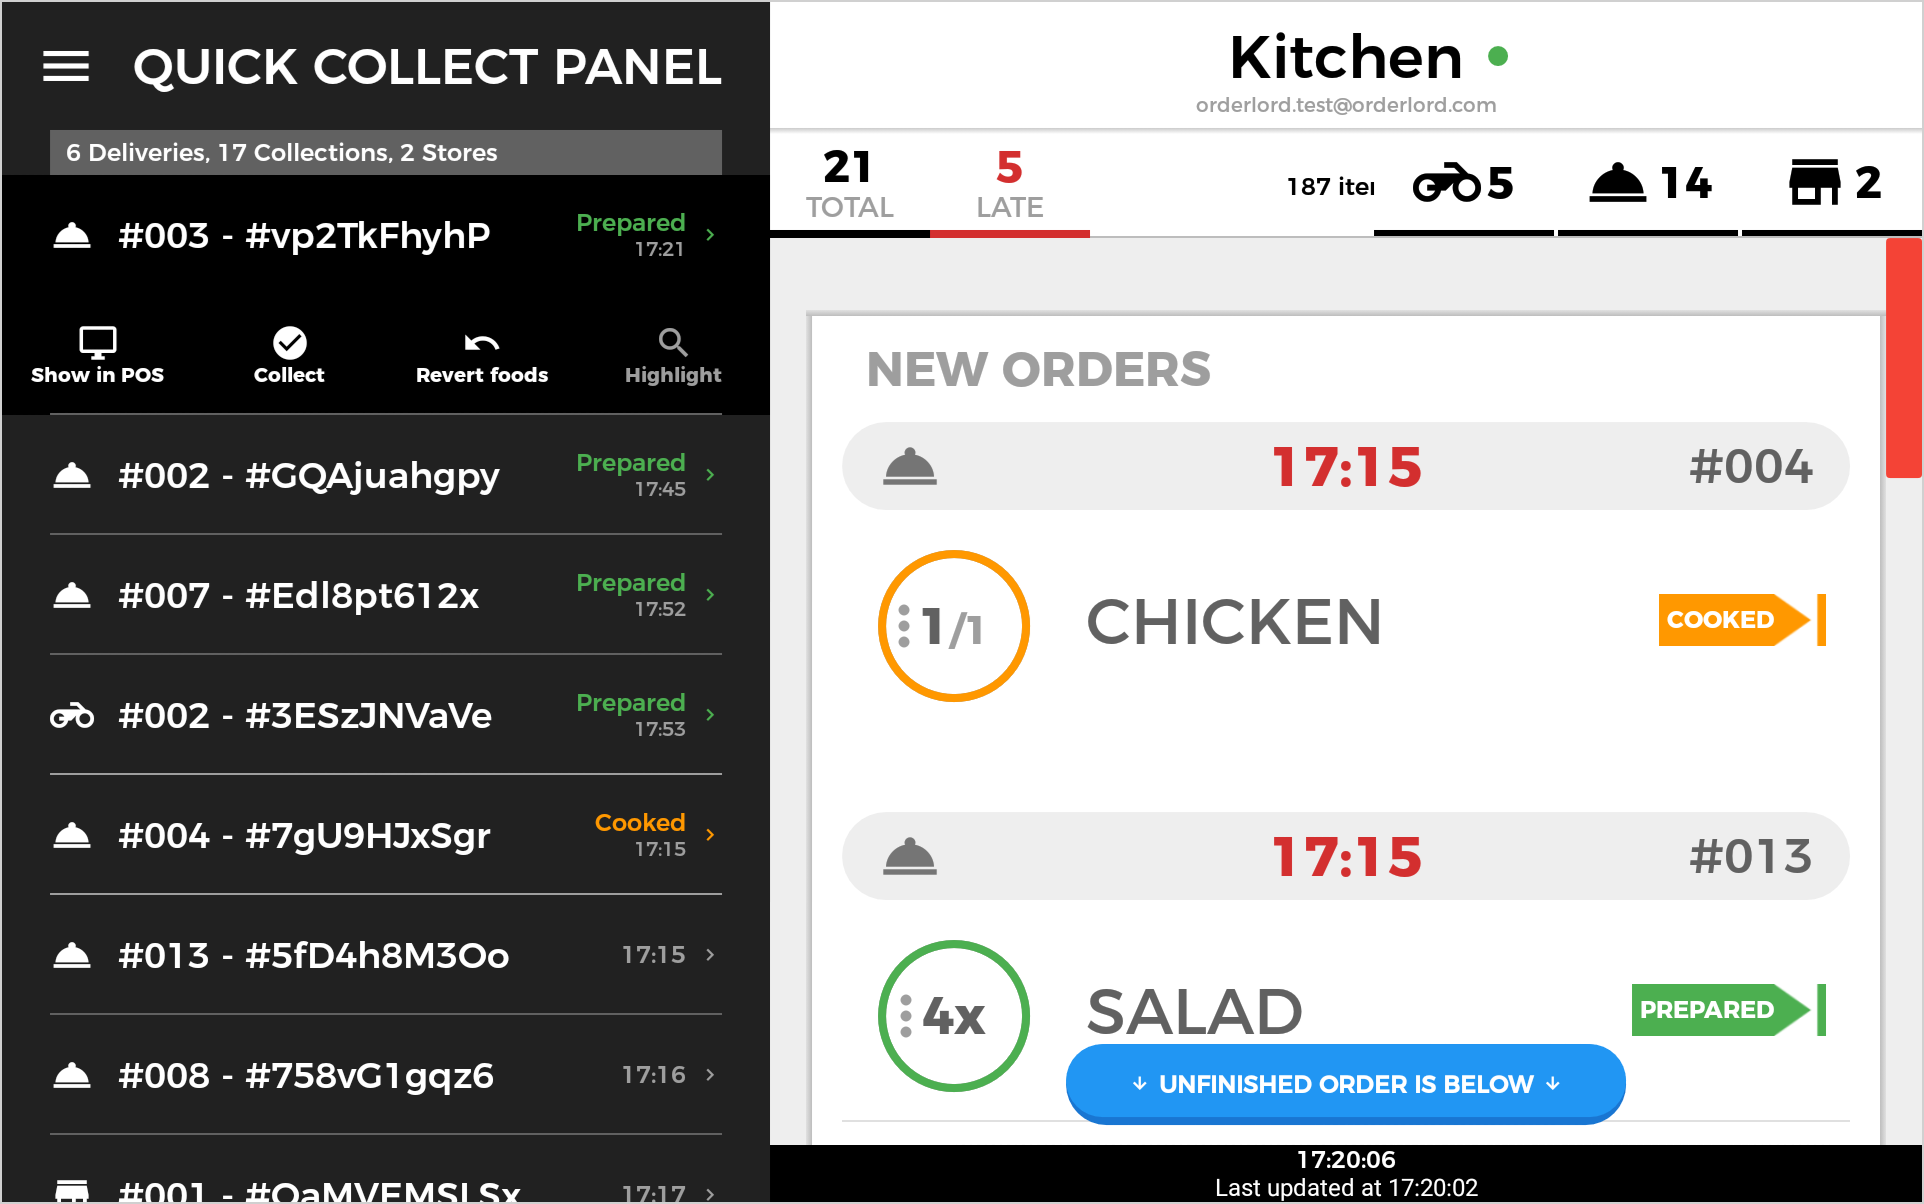 QUICK COLLECT PANEL
6 Deliveries, 17 Collections, 2 Stores
#003 - #vp2TkFhyhP
Prepared
17:21
Show in POS
Collect
Revert foods
Highlight
#002 - #GQAjuahgpy
Prepared
17:45
#007 - #Edl8pt612x
Prepared
17:52
#002 - #3ESzJNVaVe
Prepared
17:53
#004 - #7gU9HJxSgr
Cooked
17:15
#013 - #5fD4h8M3Oo
17:15
#008 - #758vG1gqz6
17:16
#001 -
17:17
Kitchen
orderlord.test@orderlord.com
21
TOTAL
5
LATE
187 iter
5
14
2
NEW ORDERS
17:15
#004
1/1
CHICKEN
COOKED
17:15
#013
4x
SALAD
PREPARED
↓ UNFINISHED ORDER IS BELOW ↓
17:20:06
Last updated at 17:20:02